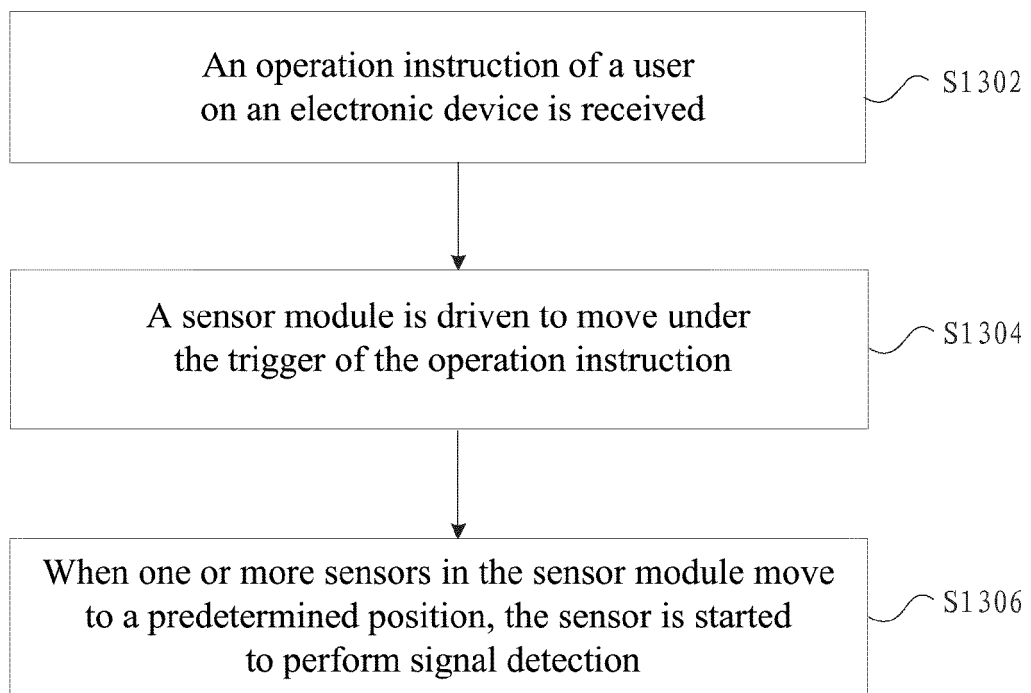 An operation instruction of a user
on an electronic device is received
S1302
A sensor module is driven to move under
the trigger of the operation instruction
S1304
When one or more sensors in the sensor module move
to a predetermined position, the sensor is started
to perform signal detection
S1306